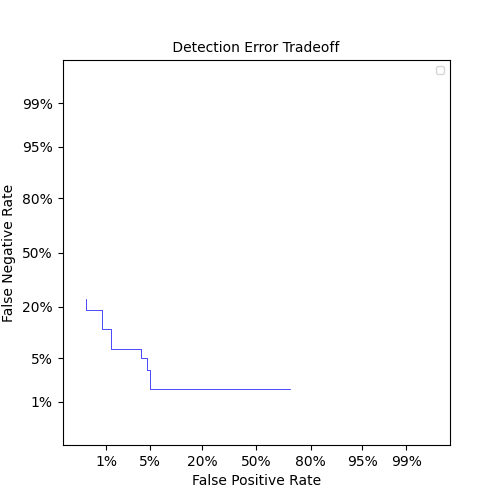 Detection Error Tradeoff
99%
95%
80%
50%
20%
5%
1%
False Negative Rate
1% 5% 20% 50% 80% 95% 99%
False Positive Rate